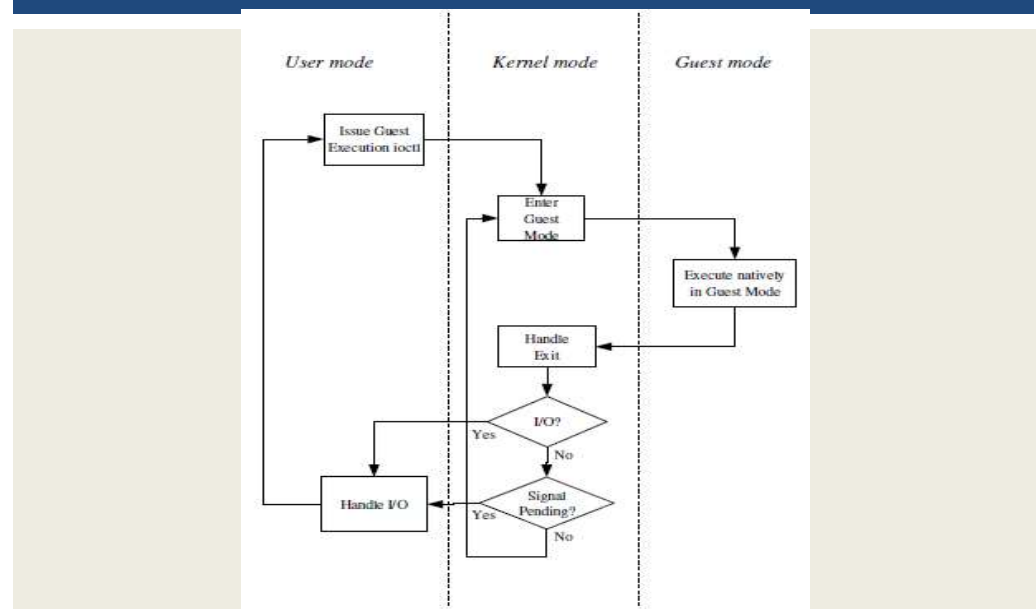 User mode
Kernel mode
Guest mode
Issue Guest
Execution ioctl
Enter
Guest
Mode
Execute natively
in Guest Mode
Handle
Exit
I/O?
Yes
No
Handle I/O
Signal
Pending?
Yes
No